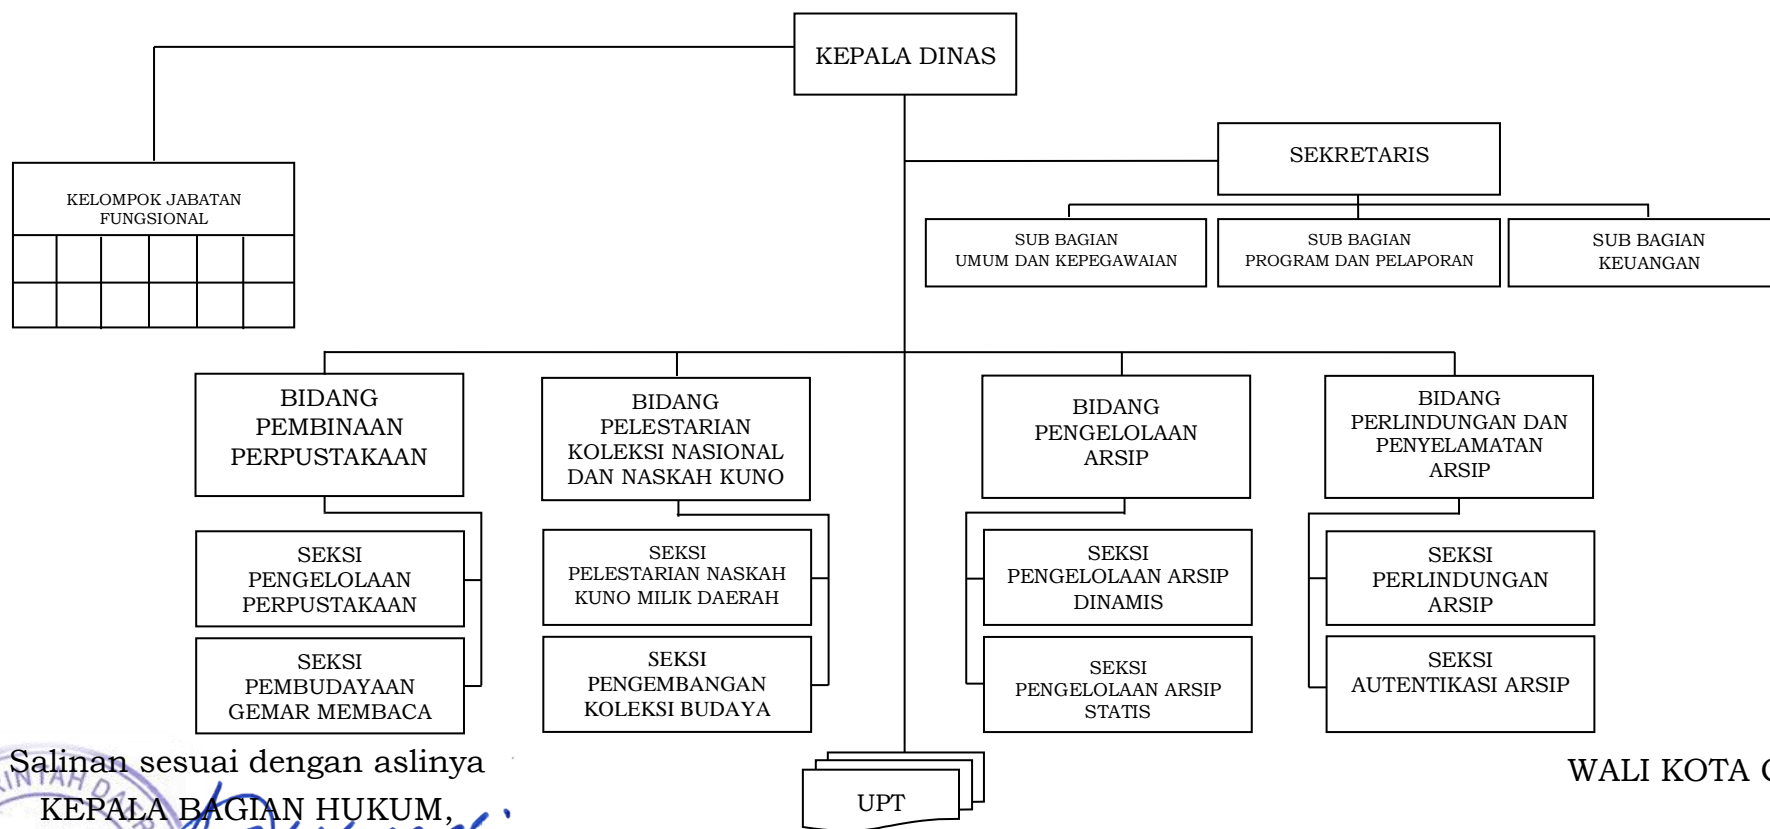 KEPALA DINAS
SEKRETARIS
KELOMPOK JABATAN
FUNGSIONAL
SUB BAGIAN
UMUM DAN KEPEGAWAIAN
SUB BAGIAN
PROGRAM DAN PELAPORAN
SUB BAGIAN
KEUANGAN
BIDANG
PEMBINAAN
PERPUSTAKAAN
BIDANG
PELESTARIAN
KOLEKSI NASIONAL
DAN NASKAH KUNO
BIDANG
PENGELOLAAN
ARSIP
BIDANG
PERLINDUNGAN DAN
PENYELAMATAN
ARSIP
SEKSI
PENGELOLAAN
PERPUSTAKAAN
SEKSI
PELESTARIAN NASKAH
KUNO MILIK DAERAH
SEKSI
PENGELOLAAN ARSIP
DINAMIS
SEKSI
PERLINDUNGAN
ARSIP
SEKSI
PEMBUDAYAAN
GEMAR MEMBACA
SEKSI
PENGEMBANGAN
KOLEKSI BUDAYA
SEKSI
PENGELOLAAN ARSIP
STATIS
SEKSI
AUTENTIKASI ARSIP
Salinan sesuai dengan aslinya
KEPALA BAGIAN HUKUM,
UPT
WALI KOTA